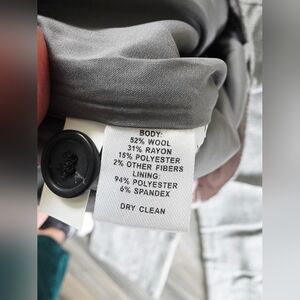 BODY:
52% WOOL
31% RAYON
15% POLYESTER
2% OTHER FIBERS
LINING:
94% POLYESTER
6% SPANDEX
DRY CLEAN